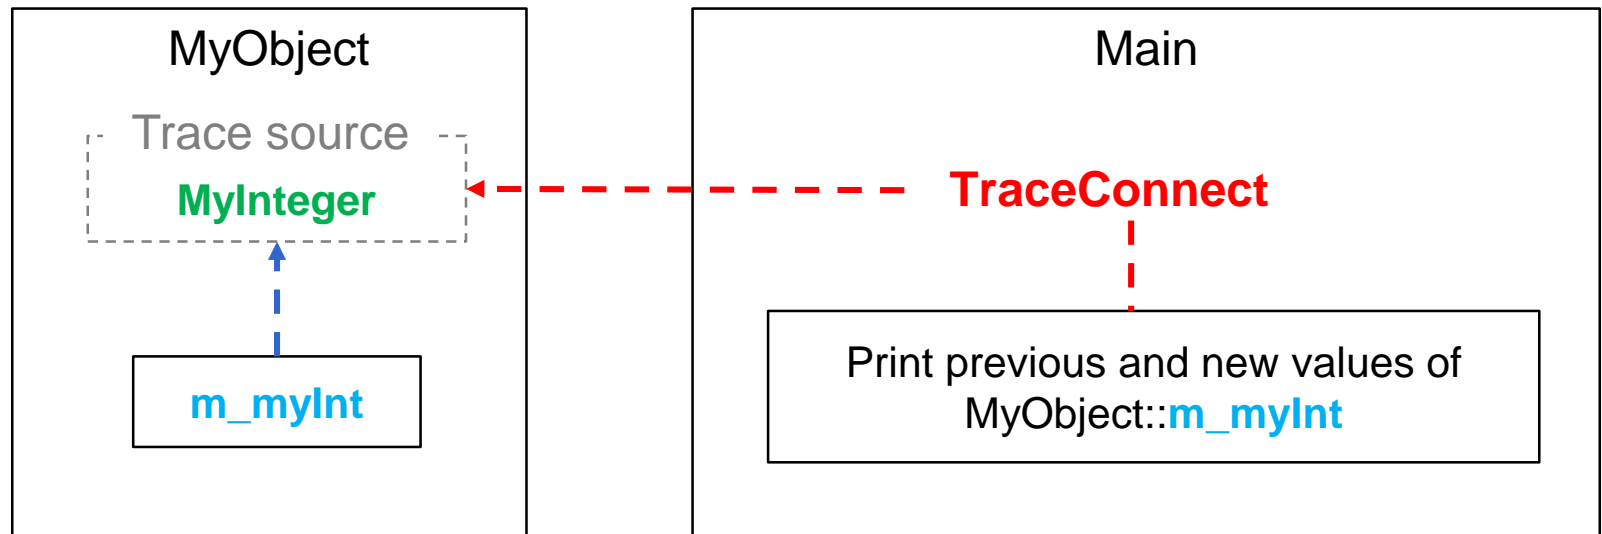 MyObject
Trace source
MyInteger
m_myInt
Main
TraceConnect
Print previous and new values of
MyObject::m_myInt